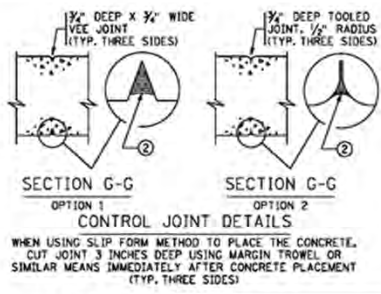 3/4" DEEP X 3/4" WIDE
VEE JOINT
(TYP. THREE SIDES)
2
SECTION G-G
OPTION 1
3/4" DEEP TOOLED
JOINT, 1/2" RADIUS
(TYP. THREE SIDES)
2
SECTION G-G
OPTION 2
CONTROL JOINT DETAILS
WHEN USING SLIP FORM METHOD TO PLACE THE CONCRETE,
CUT JOINT 3 INCHES DEEP USING MARGIN TROWEL OR
SIMILAR MEANS IMMEDIATELY AFTER CONCRETE PLACEMENT
(TYP. THREE SIDES)